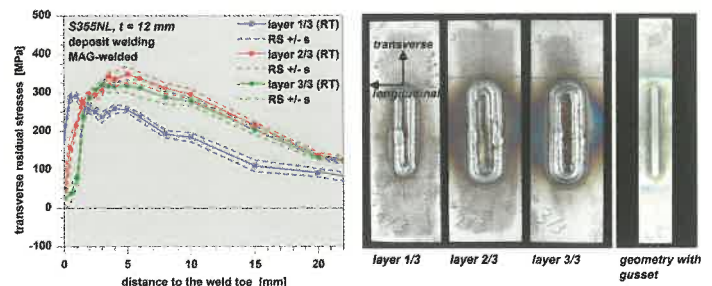 500
400
300
200
100
0
-100
transverse residual stresses [MPa]
S355NL, t = 12 mm
deposit welding
MAG-welded
layer 1/3 (RT)
RS +/- s
layer 2/3 (RT)
RS +/- s
layer 3/3 (RT)
RS +/- s
0 5 10 15 20
distance to the weld toe [mm]
transverse
longitudinal
layer 1/3 layer 2/3 layer 3/3 geometry with
gusset